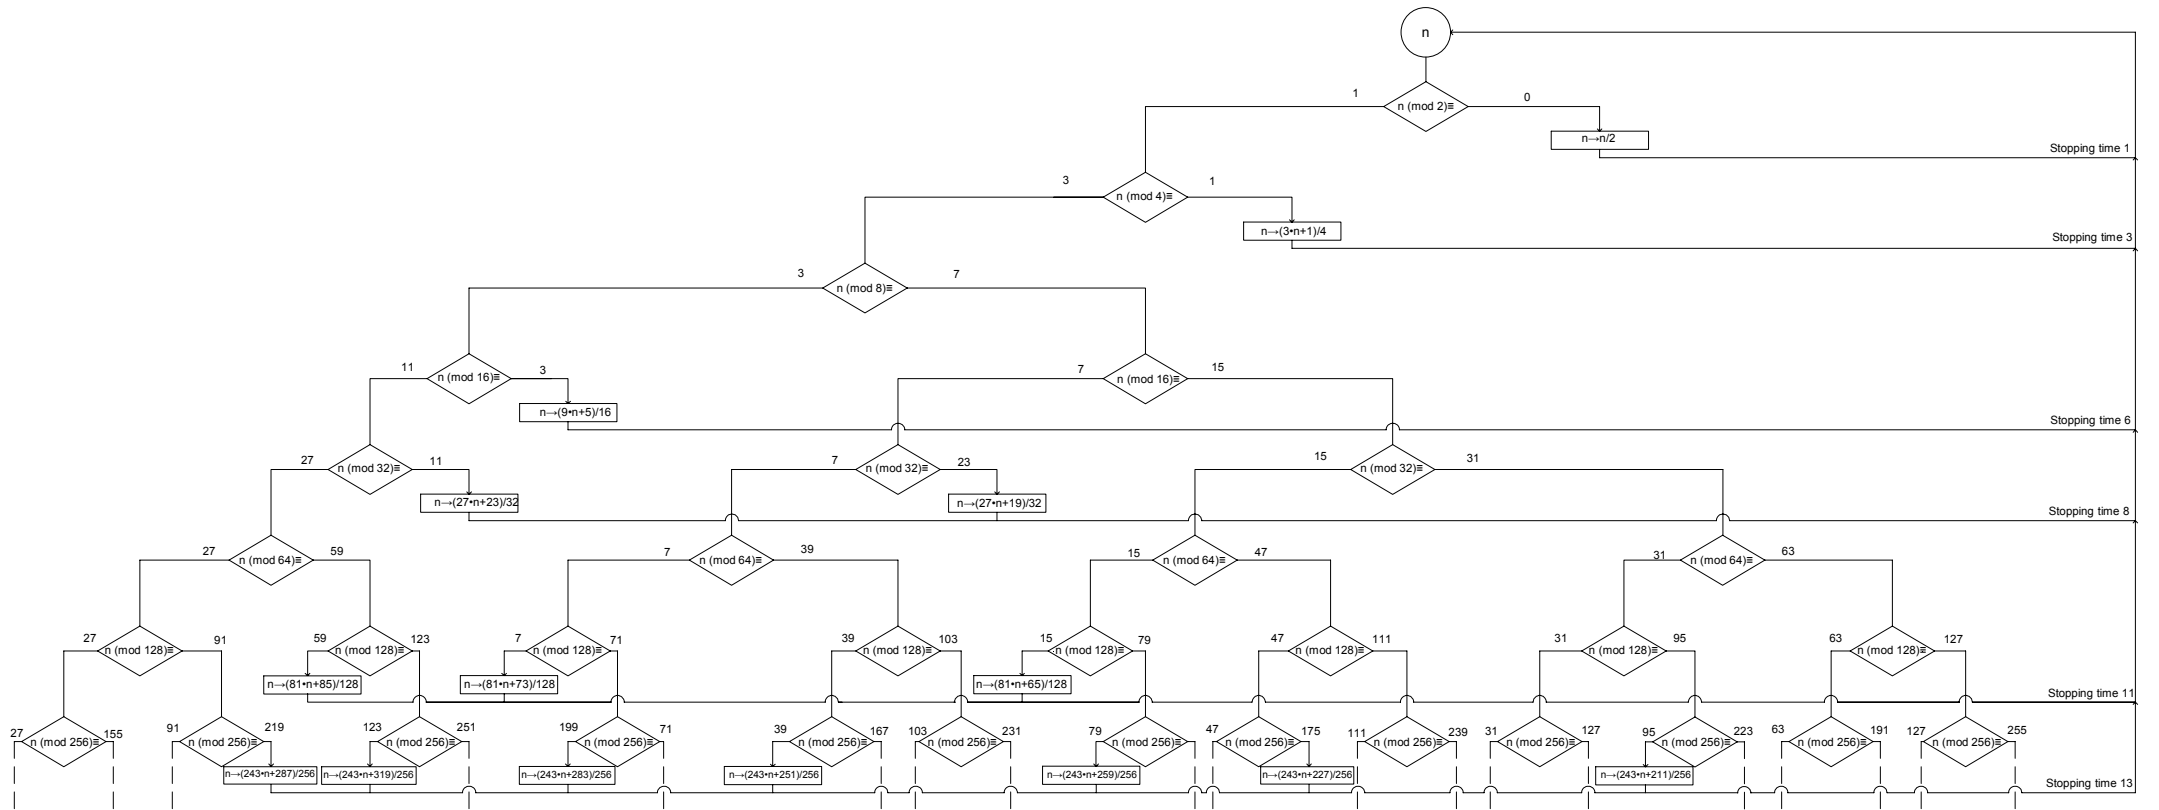 n
1
n (mod 2)≡
0
n→n/2
Stopping time 1
3
n (mod 4)≡
1
n→(3•n+1)/4
Stopping time 3
3
n (mod 8)≡
7
11
n (mod 16)≡
3
7
n (mod 16)≡
15
n→(9•n+5)/16
Stopping time 6
27
n (mod 32)≡
11
7
n (mod 32)≡
23
15
n (mod 32)≡
31
n→(27•n+23)/32
n→(27•n+19)/32
Stopping time 8
27
n (mod 64)≡
59
7
n (mod 64)≡
39
15
n (mod 64)≡
47
31
n (mod 64)≡
63
27
n (mod 128)≡
91
59
n (mod 128)≡
123
7
n (mod 128)≡
71
39
n (mod 128)≡
103
15
n (mod 128)≡
79
47
n (mod 128)≡
111
31
n (mod 128)≡
95
63
n (mod 128)≡
127
n→(81•n+85)/128
n→(81•n+73)/128
n→(81•n+65)/128
Stopping time 11
27
n (mod 256)≡
155
91
n (mod 256)≡
219
123
n (mod 256)≡
251
199
n (mod 256)≡
71
39
n (mod 256)≡
167
103
n (mod 256)≡
231
79
n (mod 256)≡
47
n (mod 256)≡
175
111
n (mod 256)≡
239
31
n (mod 256)≡
127
95
n (mod 256)≡
223
63
n (mod 256)≡
191
127
n (mod 256)≡
255
n→(243•n+287)/256
n→(243•n+319)/256
n→(243•n+283)/256
n→(243•n+251)/256
n→(243•n+259)/256
n→(243•n+227)/256
n→(243•n+211)/256
Stopping time 13